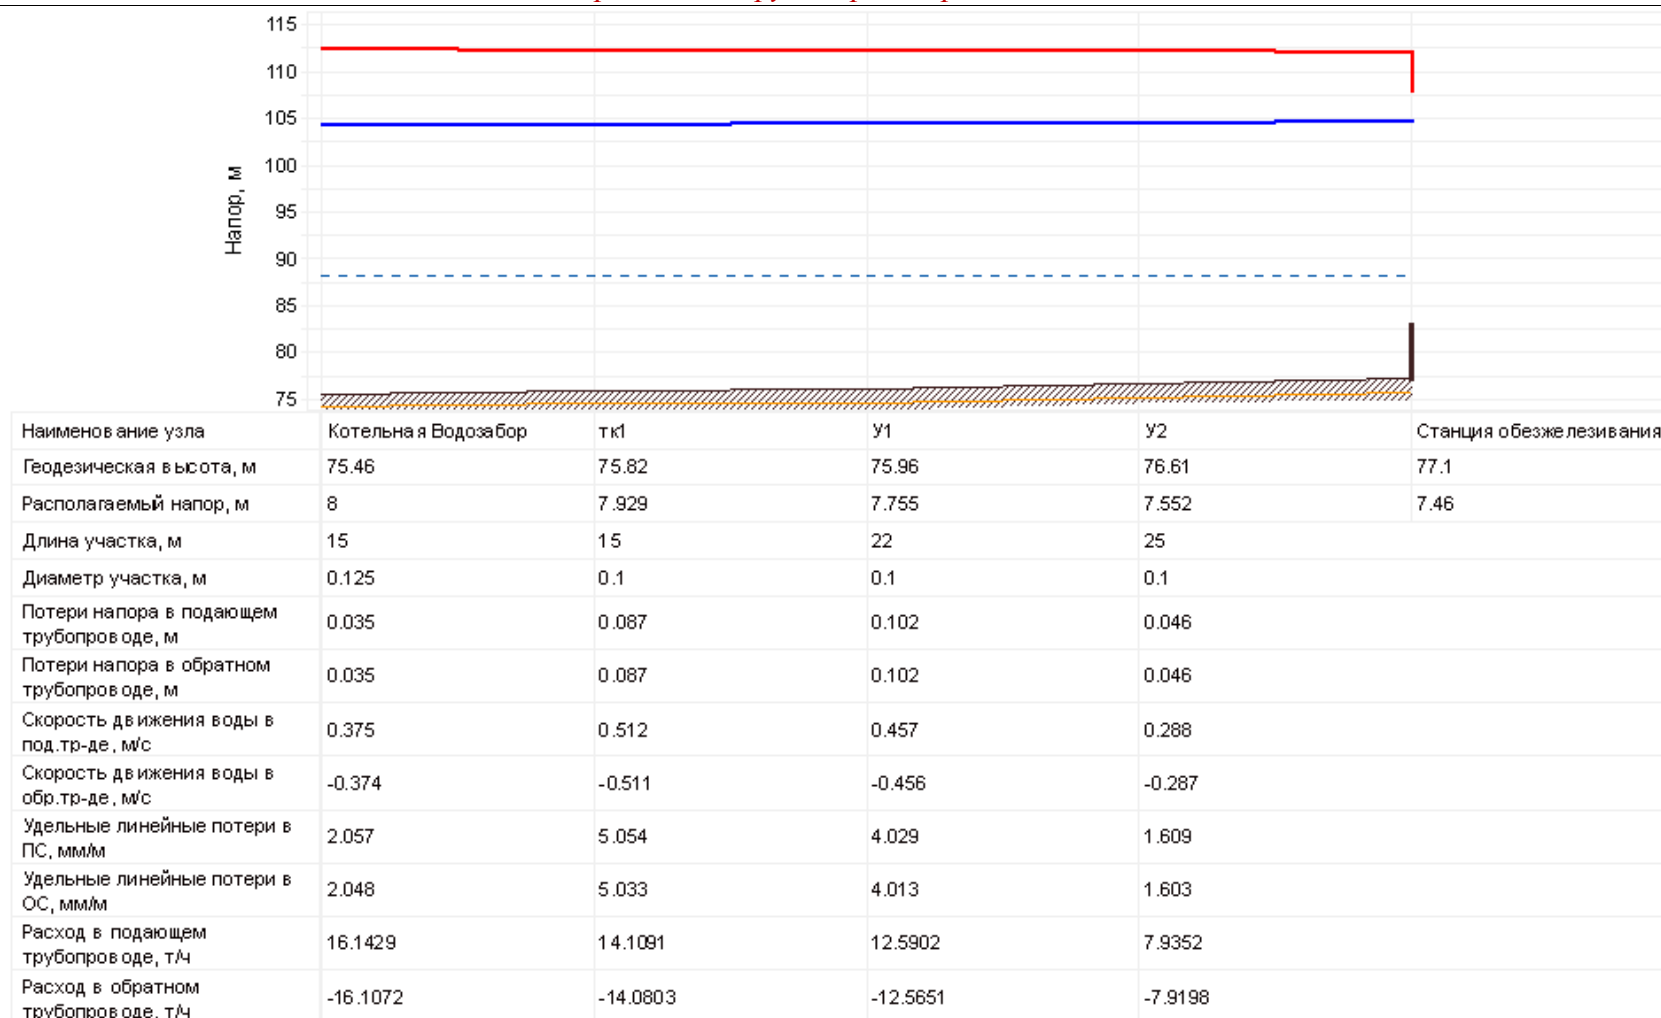 115
110
105
100
95
90
85
80
75
Напор, м
Наименование узла Котельная Водозабор тк1 У1 У2 Станция обезжелезивания
Геодезическая высота, м 75.46 75.82 75.96 76.61 77.1
Располагаемый напор, м 8 7.929 7.755 7.552 7.46
Длина участка, м 15 15 22 25
Диаметр участка, м 0.125 0.1 0.1 0.1
Потери напора в подающем
трубопроводе, м 0.035 0.087 0.102 0.046
Потери напора в обратном
трубопроводе, м 0.035 0.087 0.102 0.046
Скорость движения воды в
под.тр-де, м/с 0.375 0.512 0.457 0.288
Скорость движения воды в
обр.тр-де, м/с -0.374 -0.511 -0.456 -0.287
Удельные линейные потери в
ПС, мм/м 2.057 5.054 4.029 1.609
Удельные линейные потери в
ОС, мм/м 2.048 5.033 4.013 1.603
Расход в подающем
трубопроводе, т/ч 16.1429 14.1091 12.5902 7.9352
Расход в обратном
трубопроводе, т/ч -16.1072 -14.0803 -12.5651 -7.9198